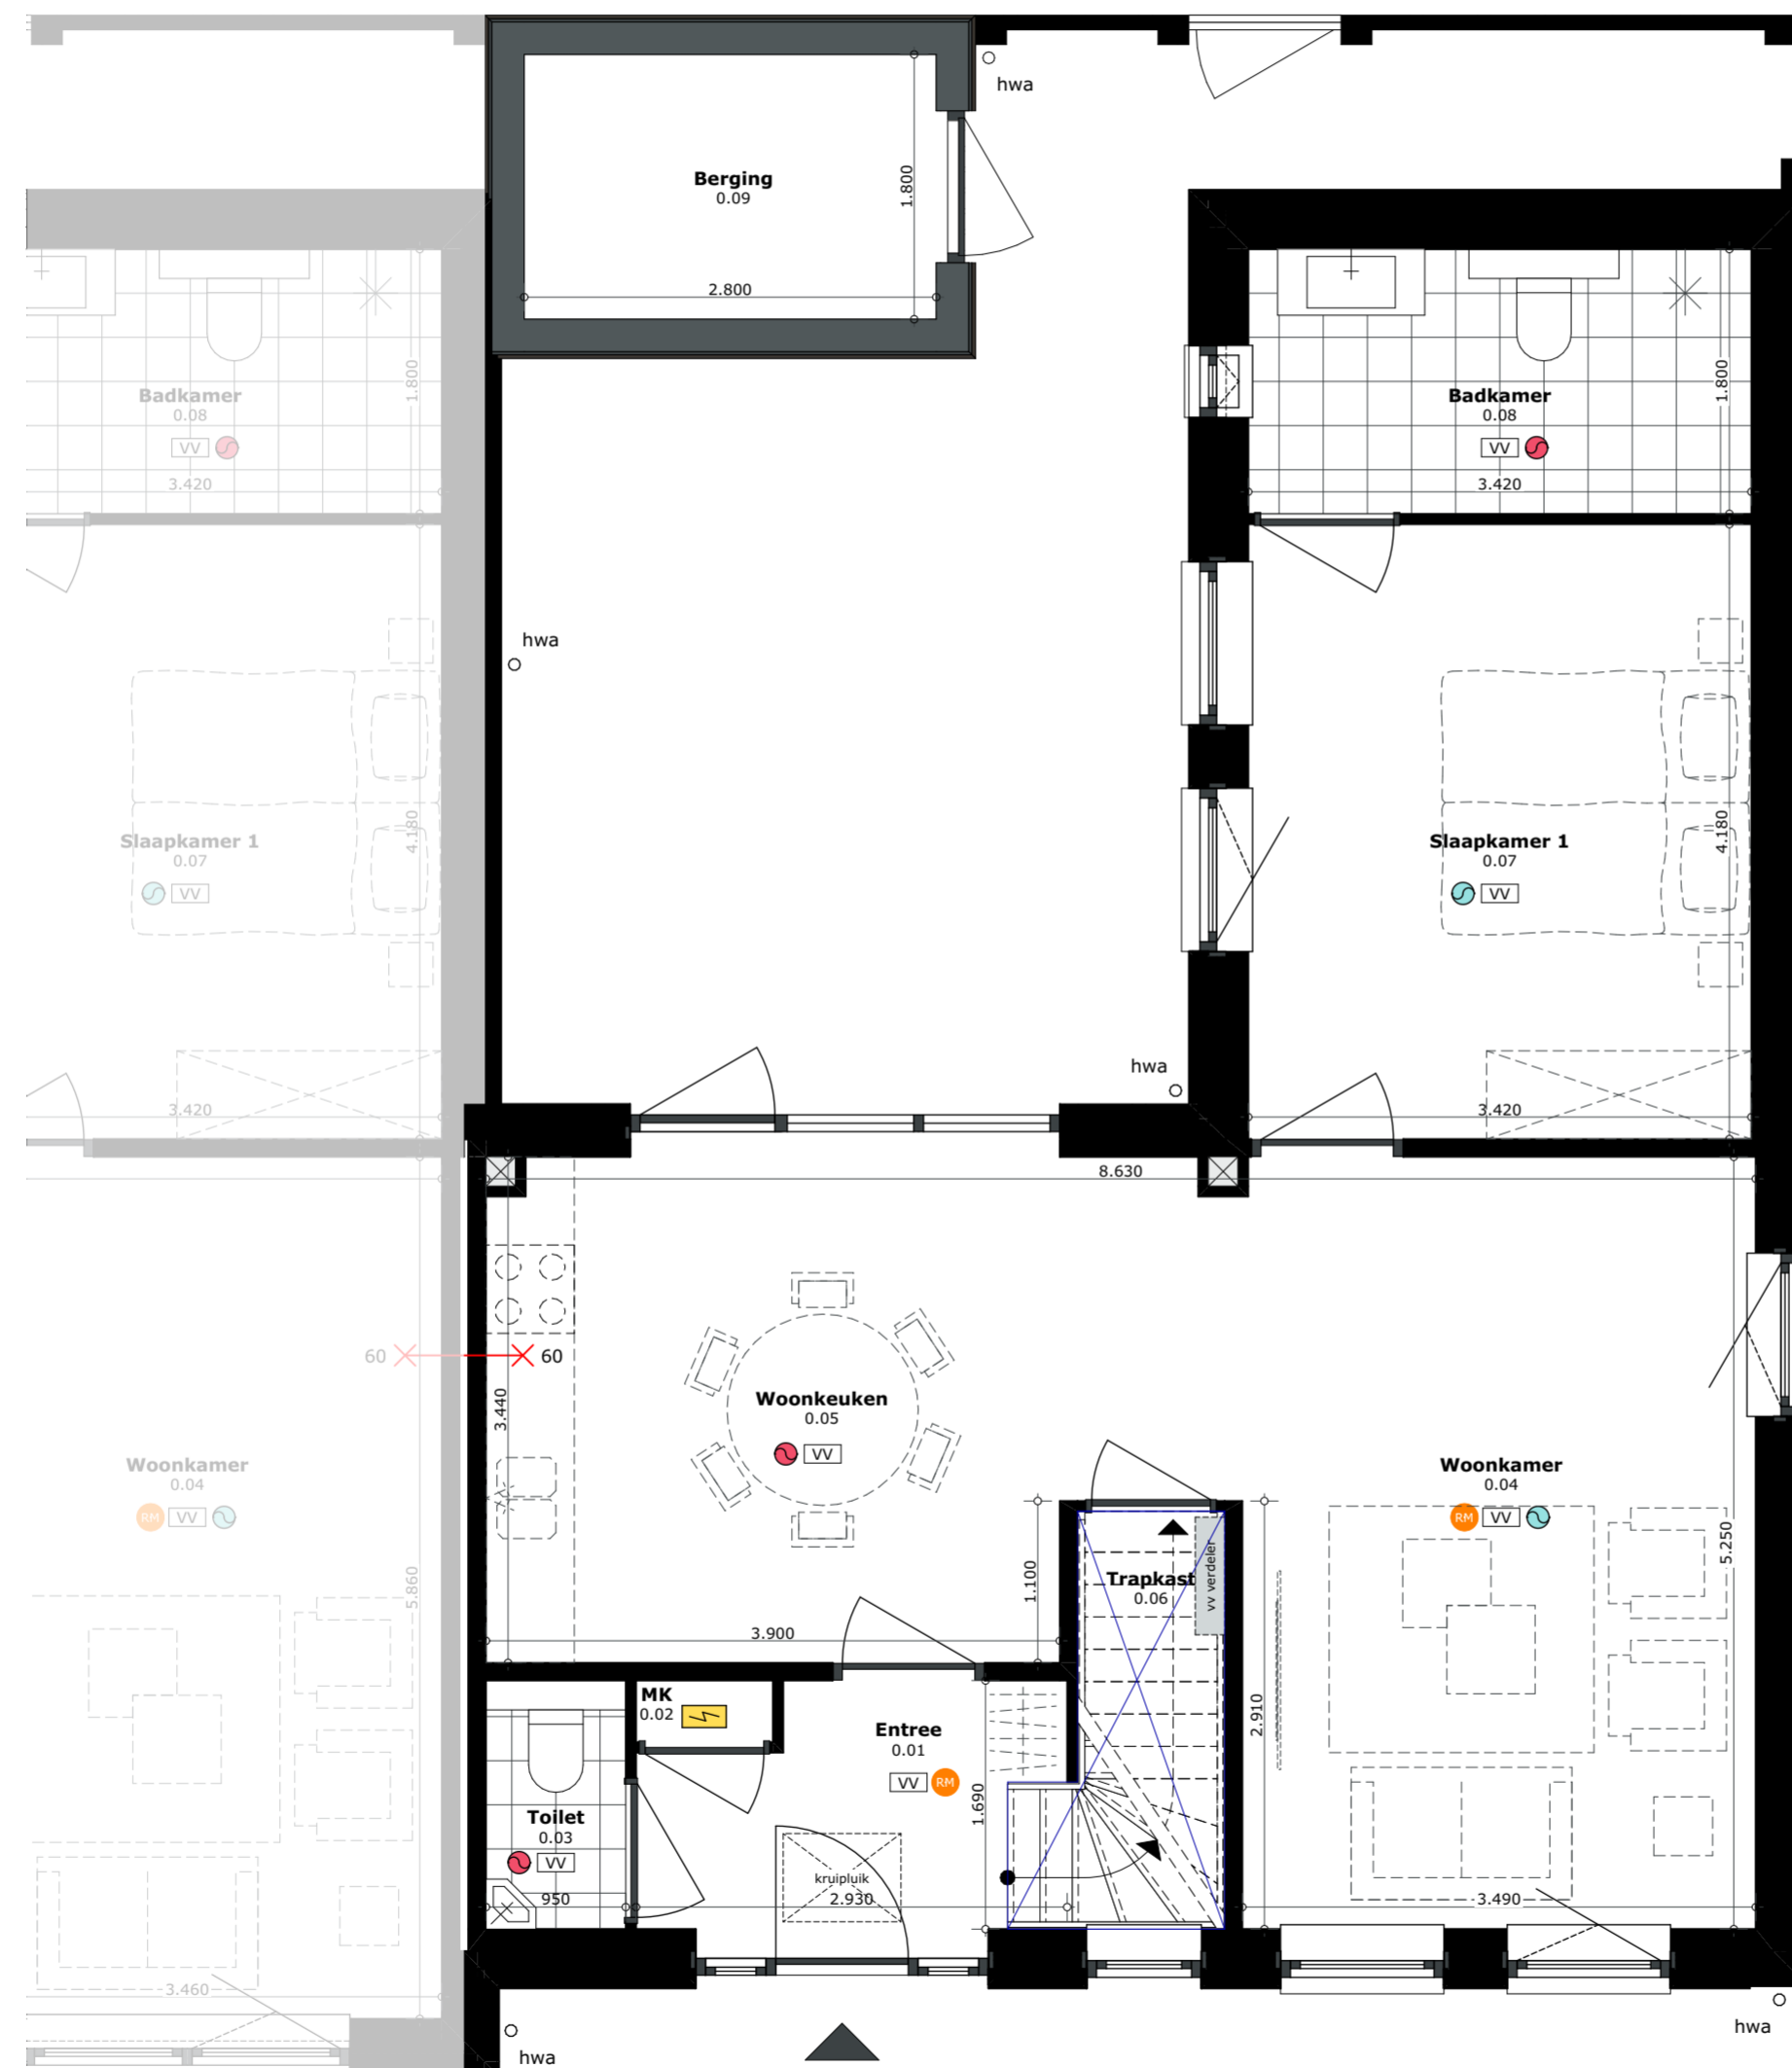 hwa
Berging
0.09
1.800
2.800
Badkamer
0.08
VV
1.800
3.420
Badkamer
0.08
VV
1.800
3.420
hwa
Slaapkamer 1
0.07
VV
4.180
3.420
Slaapkamer 1
0.07
VV
4.180
3.420
hwa
8.630
60
60
3.440
Woonkeuken
0.05
VV
Woonkamer
0.04
RM
VV
5.860
3.460
Woonkamer
0.04
RM
VV
5.250
1.100
Trapkast
0.06
vv verdeler
3.900
MK
0.02
Entree
0.01
VV
RM
1.690
2.910
Toilet
0.03
VV
950
kruipluik
2.930
3.490
hwa
hwa